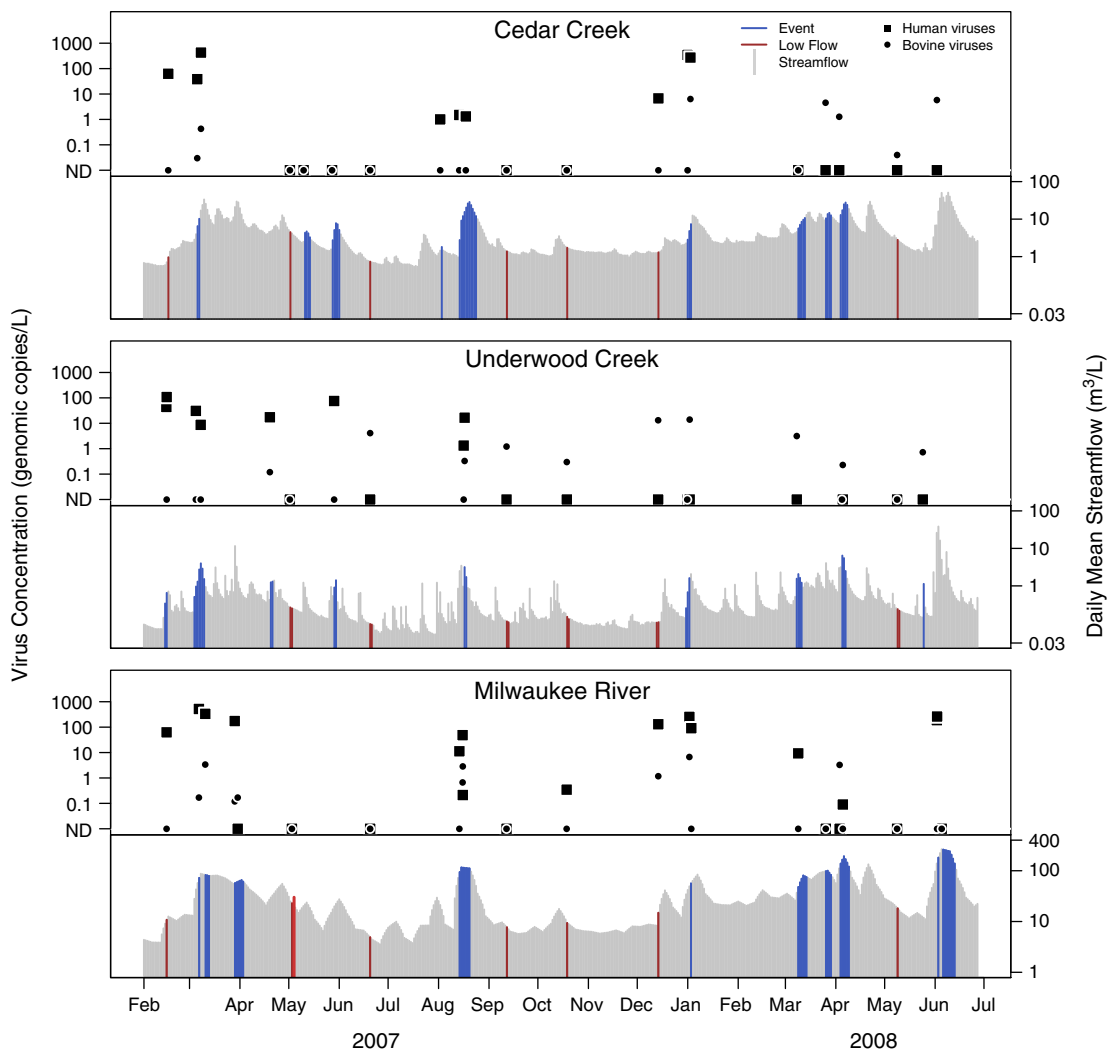 Cedar Creek
Event
Low Flow
Streamflow
Human viruses
Bovine viruses
1000
100
10
1
0.1
ND
100
10
1
0.03
Underwood Creek
1000
100
10
1
0.1
ND
100
10
1
0.03
Milwaukee River
1000
100
10
1
0.1
ND
400
100
10
1
Virus Concentration (genomic copies/L)
Daily Mean Streamflow (m³/L)
Feb Apr May Jun Jul Aug Sep Oct Nov Dec Jan Feb Mar Apr May Jun Jul
2007 2008